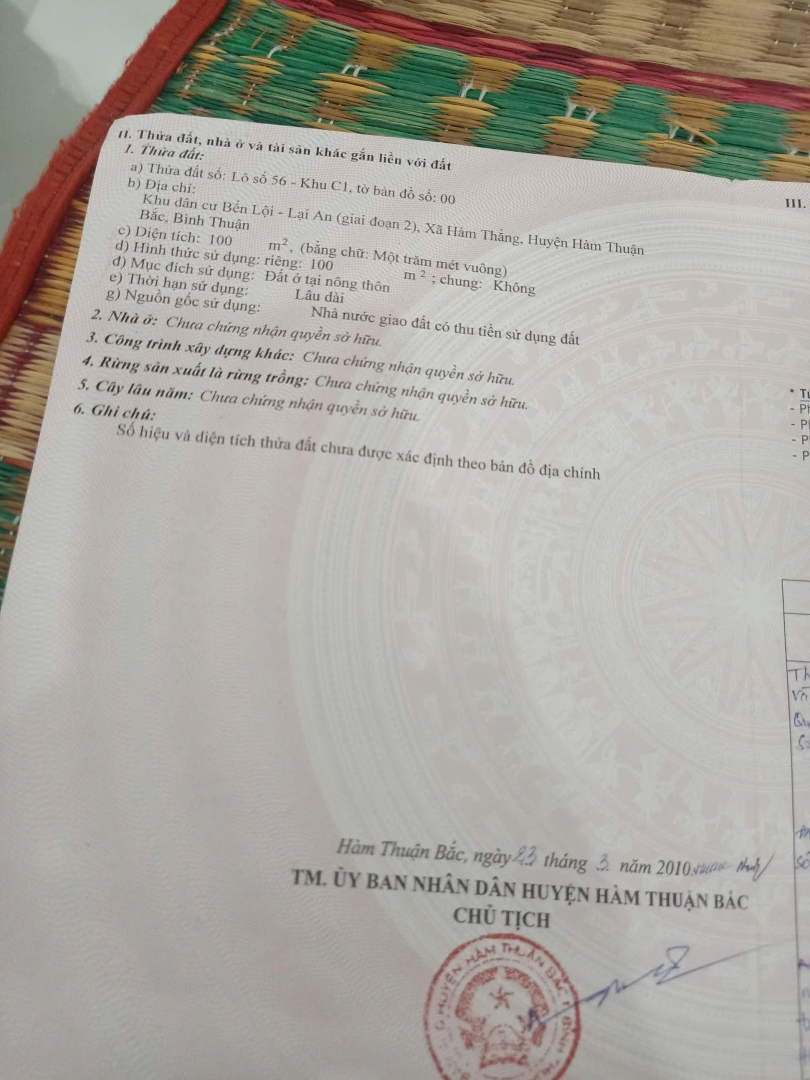 II. Thửa đất, nhà ở và tài sản khác gắn liền với đất
1. Thửa đất:
a) Thửa đất số: Lô số 56 - Khu C1, tờ bản đồ số: 00
b) Địa chỉ:
Khu dân cư Bến Lội - Lại An (giai đoạn 2), Xã Hàm Thắng, Huyện Hàm Thuận
Bắc, Bình Thuận
c) Diện tích: 100 m², (bằng chữ: Một trăm mét vuông)
d) Hình thức sử dụng: riêng: 100 m²; chung: Không
đ) Mục đích sử dụng: Đất ở tại nông thôn
e) Thời hạn sử dụng: Lâu dài
g) Nguồn gốc sử dụng: Nhà nước giao đất có thu tiền sử dụng đất
2. Nhà ở: Chưa chứng nhận quyền sở hữu.
3. Công trình xây dựng khác: Chưa chứng nhận quyền sở hữu.
4. Rừng sản xuất là rừng trồng: Chưa chứng nhận quyền sở hữu.
5. Cây lâu năm: Chưa chứng nhận quyền sở hữu.
6. Ghi chú:
Số hiệu và diện tích thửa đất chưa được xác định theo bản đồ địa chính
Hàm Thuận Bắc, ngày 23 tháng 3 năm 2010
TM. ỦY BAN NHÂN DÂN HUYỆN HÀM THUẬN BẮC
CHỦ TỊCH
HUYỆN HÀM THUẬN BẮC
III.